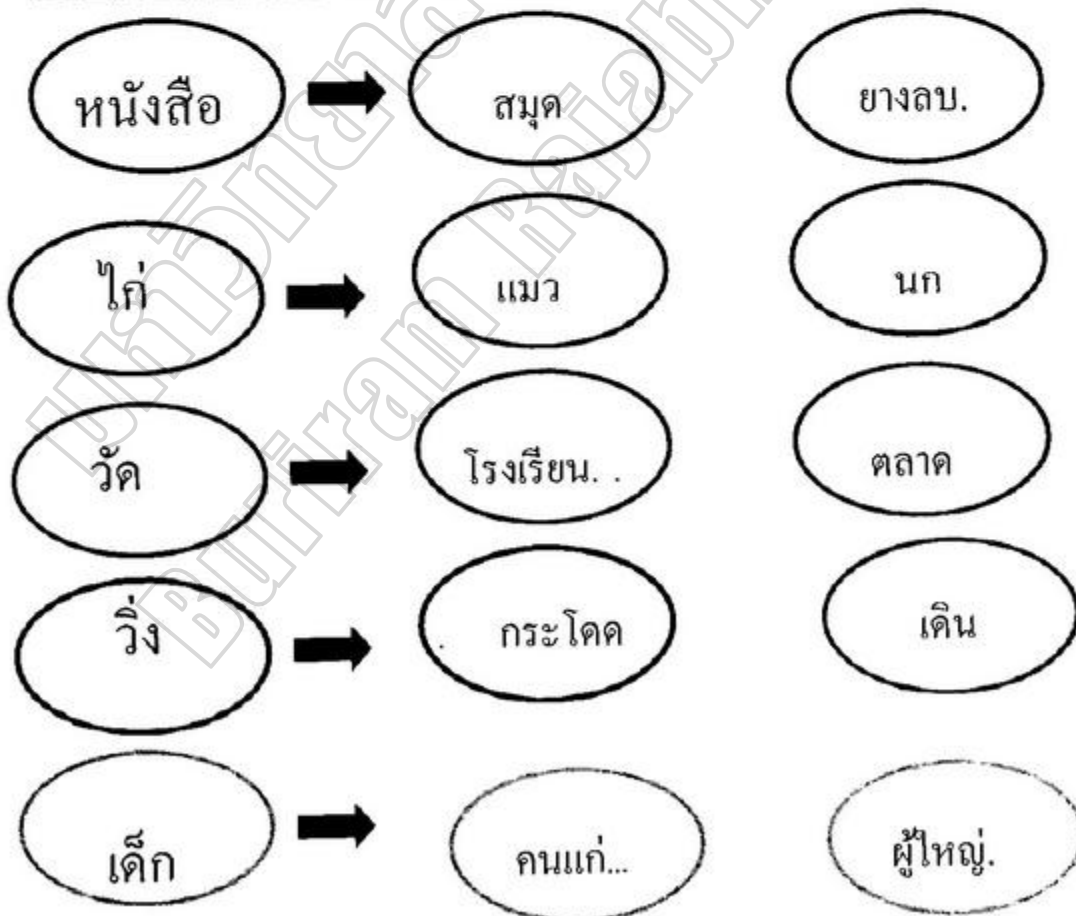 หนังสือ สมุด ยางลบ.
ไก่ แมว นก
วัด โรงเรียน. . ตลาด
วิ่ง กระโดด เดิน
เด็ก คนแก่... ผู้ใหญ่.